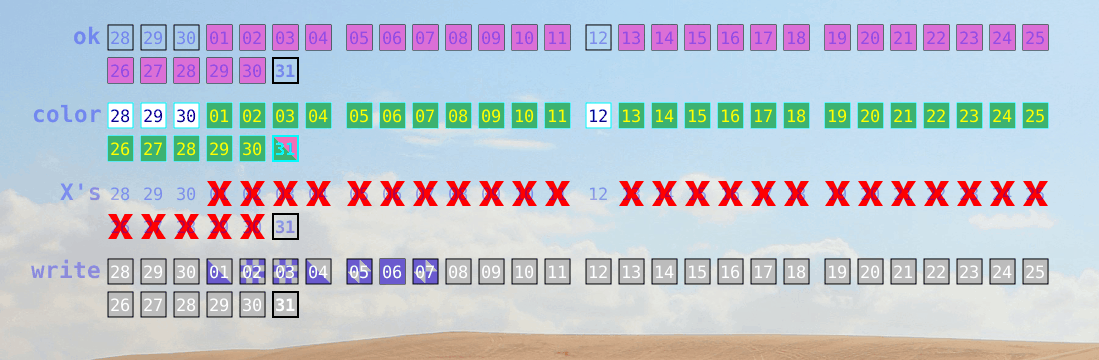 ok 28 29 30 01 02 03 04 05 06 07 08 09 10 11 12 13 14 15 16 17 18 19 20 21 22 23 24 25
26 27 28 29 30 31
color 28 29 30 01 02 03 04 05 06 07 08 09 10 11 12 13 14 15 16 17 18 19 20 21 22 23 24 25
26 27 28 29 30 31
X's 28 29 30 X X X X X X X X X X X 12 X X X X X X X X X X X X X
X X X X X 31
write 28 29 30 01 02 03 04 05 06 07 08 09 10 11 12 13 14 15 16 17 18 19 20 21 22 23 24 25
26 27 28 29 30 31